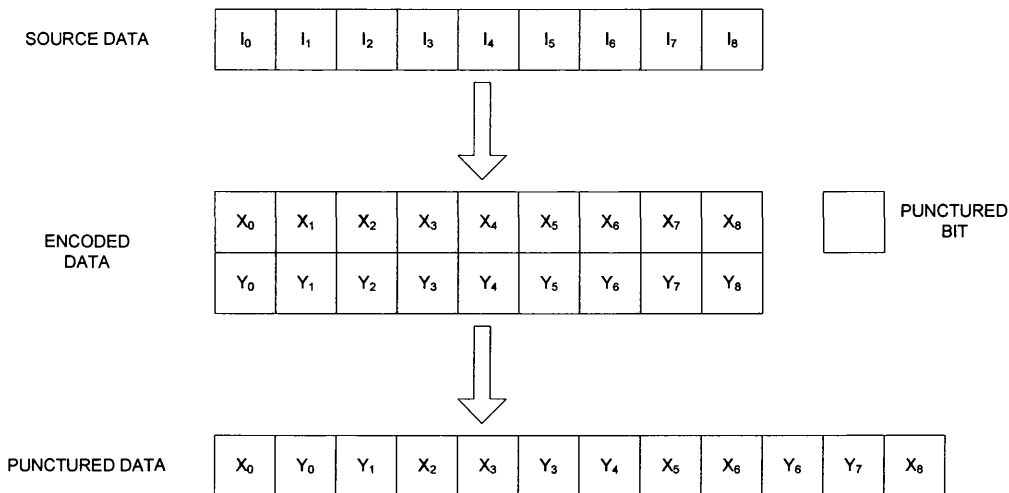 SOURCE DATA
I₀ I₁ I₂ I₃ I₄ I₅ I₆ I₇ I₈
ENCODED DATA
X₀ X₁ X₂ X₃ X₄ X₅ X₆ X₇ X₈
Y₀ Y₁ Y₂ Y₃ Y₄ Y₅ Y₆ Y₇ Y₈
PUNCTURED BIT
PUNCTURED DATA
X₀ Y₀ Y₁ X₂ X₃ Y₃ Y₄ X₅ X₆ Y₆ Y₇ X₈